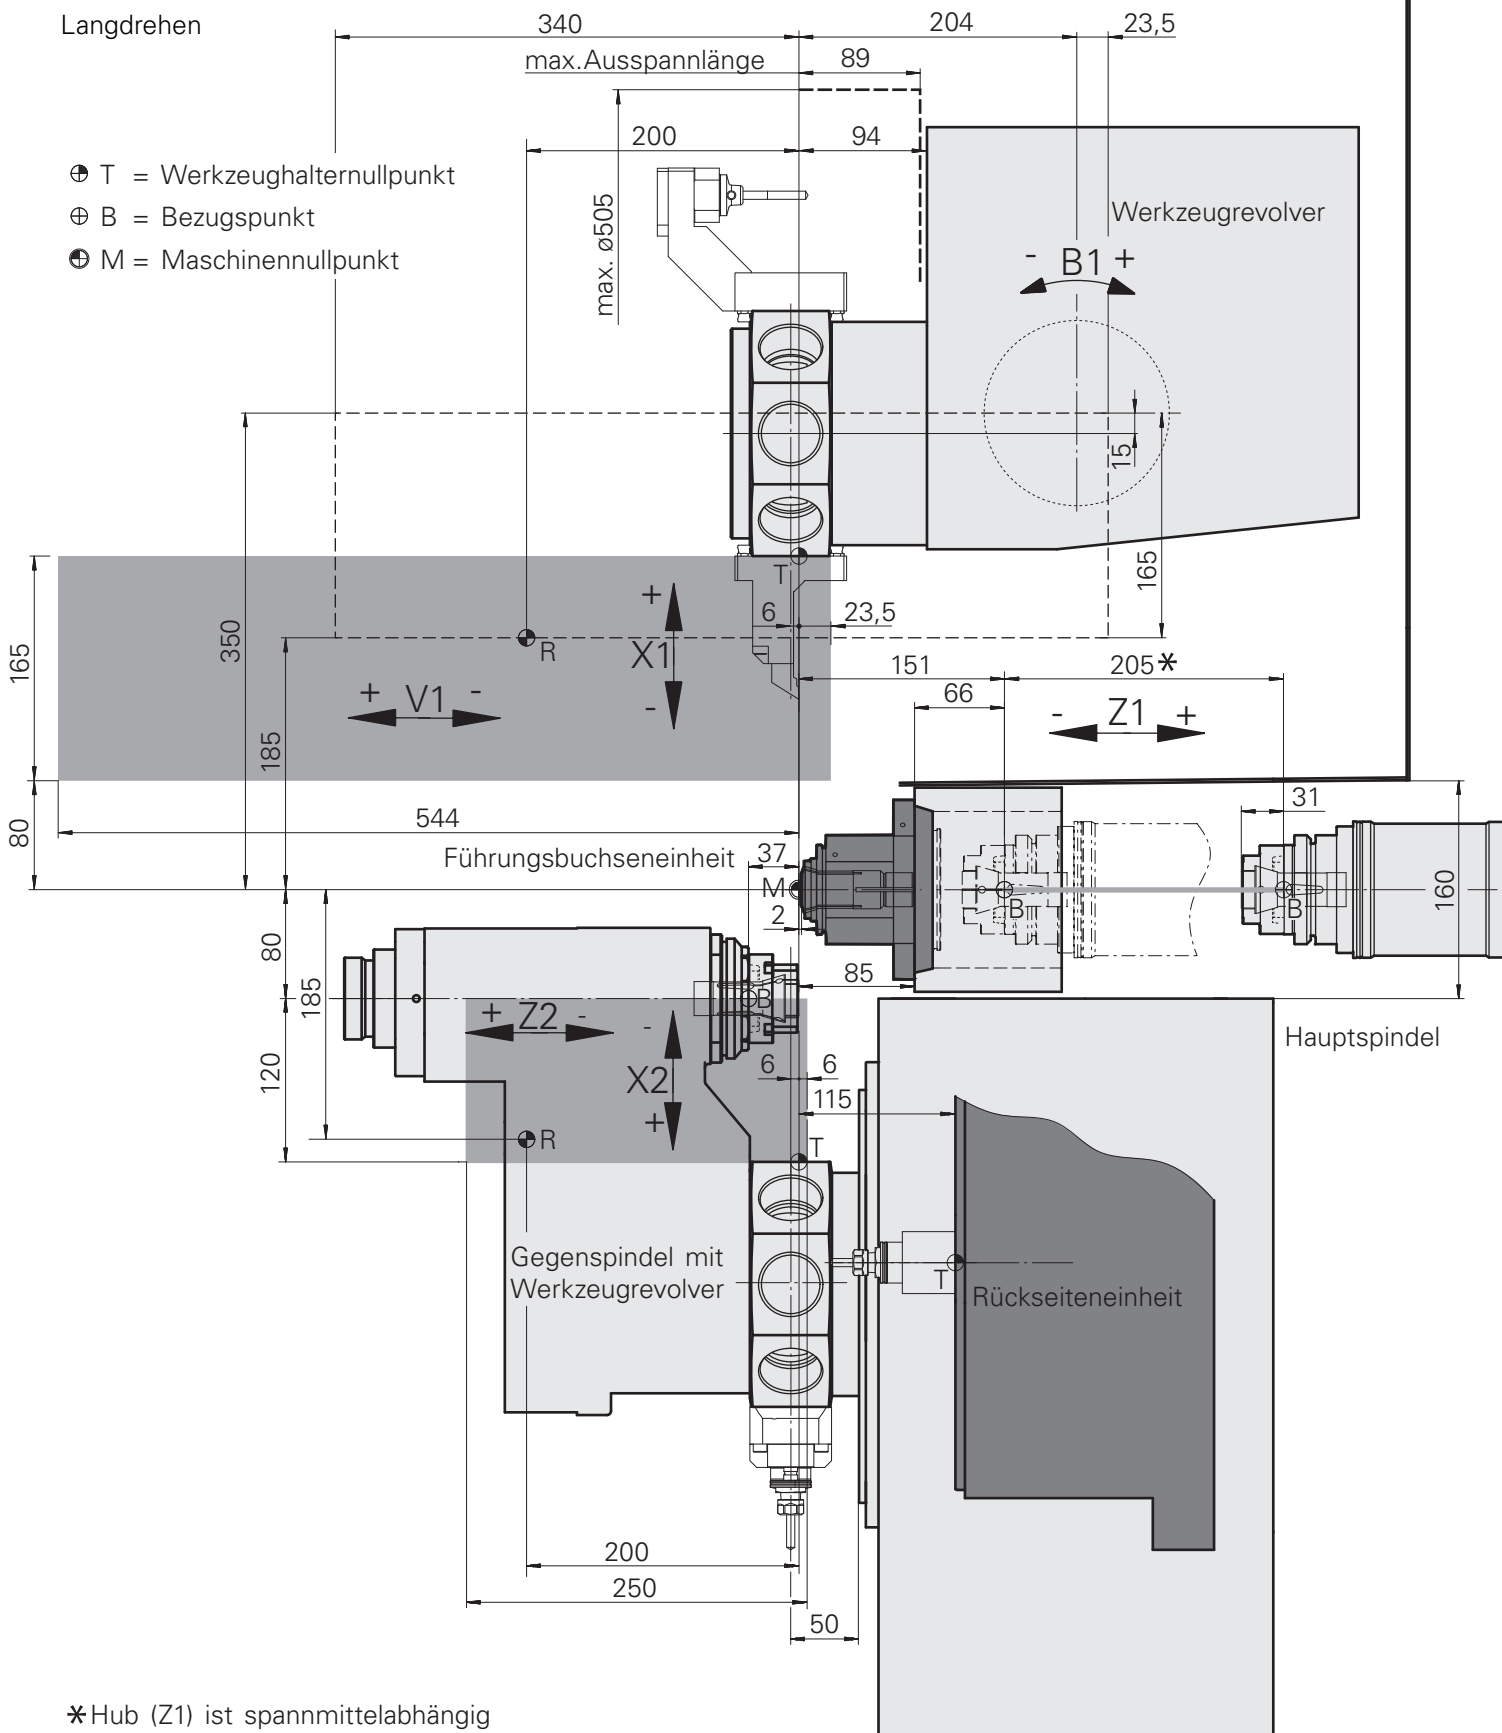 Langdrehen
340
204
23,5
max.Ausspannlänge
89
200
94
T = Werkzeughalternullpunkt
B = Bezugspunkt
M = Maschinennullpunkt
max. ø505
Werkzeugrevolver
- B1 +
15
165
T
6
23,5
350
165
R
+
X1
-
+ V1 -
185
151
205*
66
- Z1 +
80
544
31
Führungsbuchseneinheit
37
M
2
B
B
160
80
85
185
B
+ Z2 -
-
X2
+
6
6
115
Hauptspindel
120
R
T
Gegenspindel mit
Werkzeugrevolver
T
Rückseiteneinheit
200
250
50
*Hub (Z1) ist spannmittelabhängig